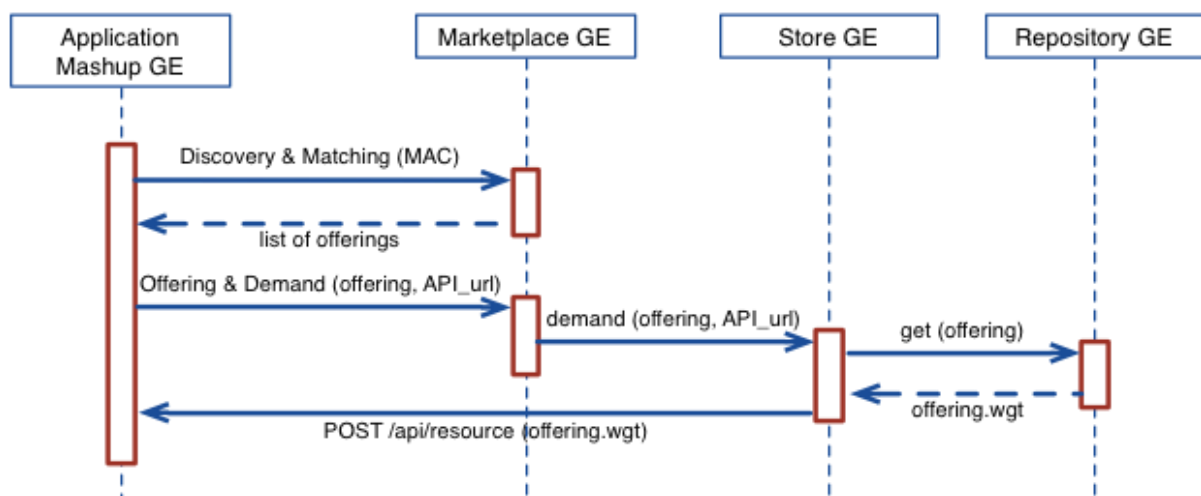 Application
Mashup GE
Marketplace GE
Store GE
Repository GE
Discovery & Matching (MAC)
list of offerings
Offering & Demand (offering, API_url)
demand (offering, API_url)
get (offering)
offering.wgt
POST /api/resource (offering.wgt)